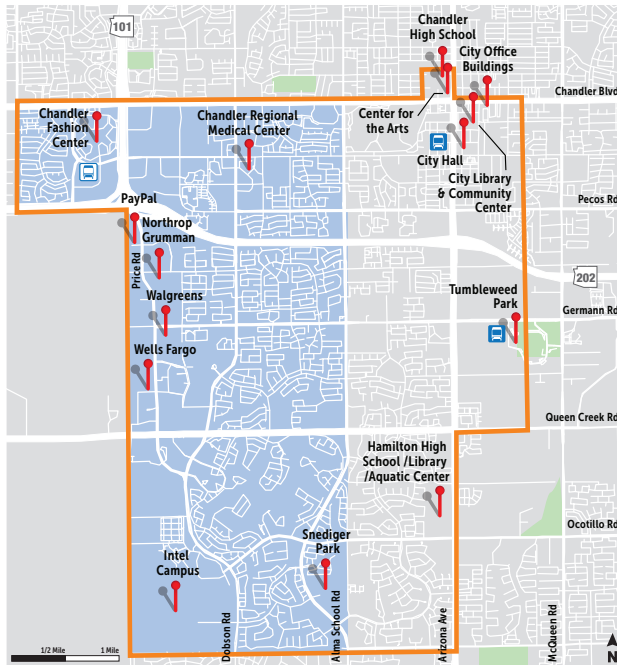 101
Chandler
High School
City Office
Buildings
Chandler Blvd
Chandler
Fashion
Center
Chandler Regional
Medical Center
Center for
the Arts
City Hall
City Library
& Community
Center
PayPal
Pecos Rd
Northrop
Grumman
Price Rd
202
Walgreens
Tumbleweed
Park
Germann Rd
Wells Fargo
Queen Creek Rd
Hamilton High
School /Library
/Aquatic Center
Ocotillo Rd
Snediger
Park
Intel
Campus
Dobson Rd
Alma School Rd
Arizona Ave
McQueen Rd
1/2 Mile
1 Mile
N